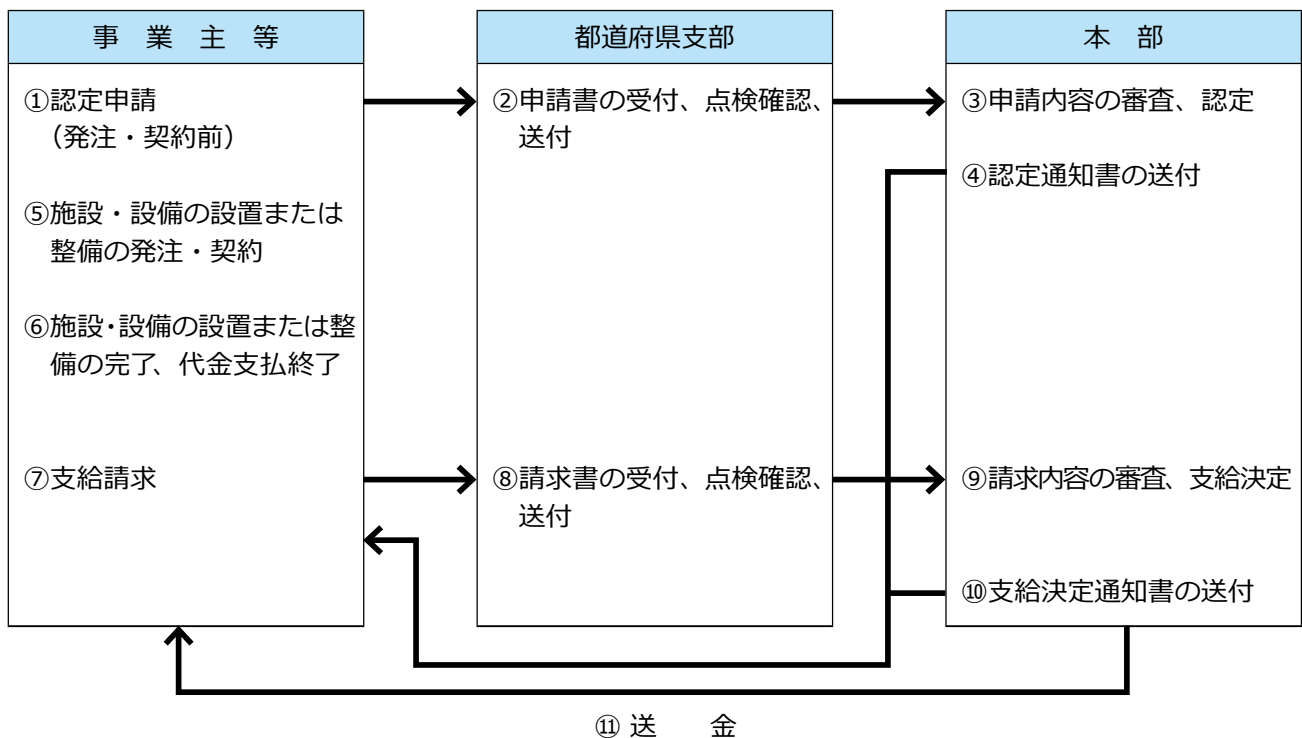 事業主等
①認定申請
（発注・契約前）
⑤施設・設備の設置または
整備の発注・契約
⑥施設・設備の設置または整
備の完了、代金支払終了
⑦支給請求
都道府県支部
②申請書の受付、点検確認、
送付
⑧請求書の受付、点検確認、
送付
本部
③申請内容の審査、認定
④認定通知書の送付
⑨請求内容の審査、支給決定
⑩支給決定通知書の送付
⑪送金